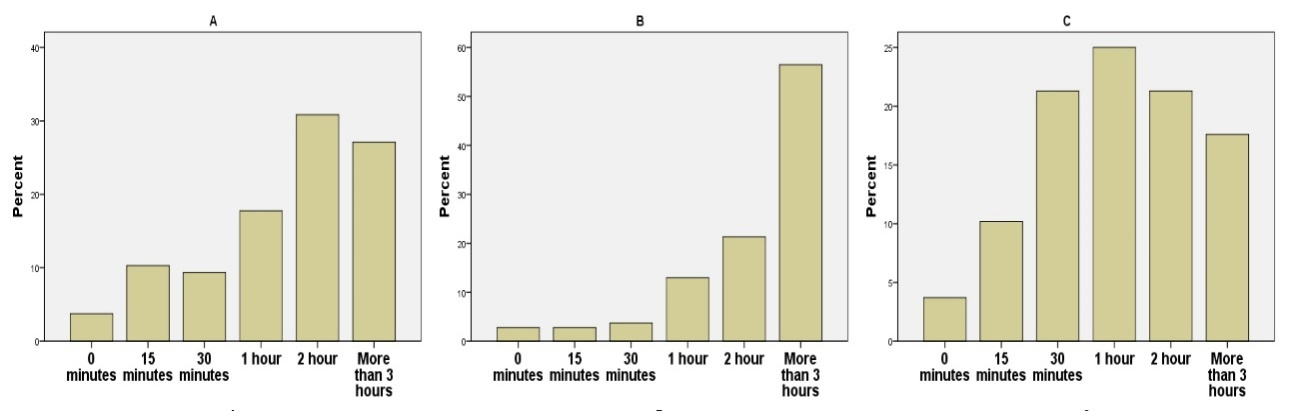 A
Percent
40
30
20
10
0
0 minutes
15 minutes
30 minutes
1 hour
2 hour
More than 3 hours
B
Percent
60
50
40
30
20
10
0
0 minutes
15 minutes
30 minutes
1 hour
2 hour
More than 3 hours
C
Percent
25
20
15
10
5
0
0 minutes
15 minutes
30 minutes
1 hour
2 hour
More than 3 hours